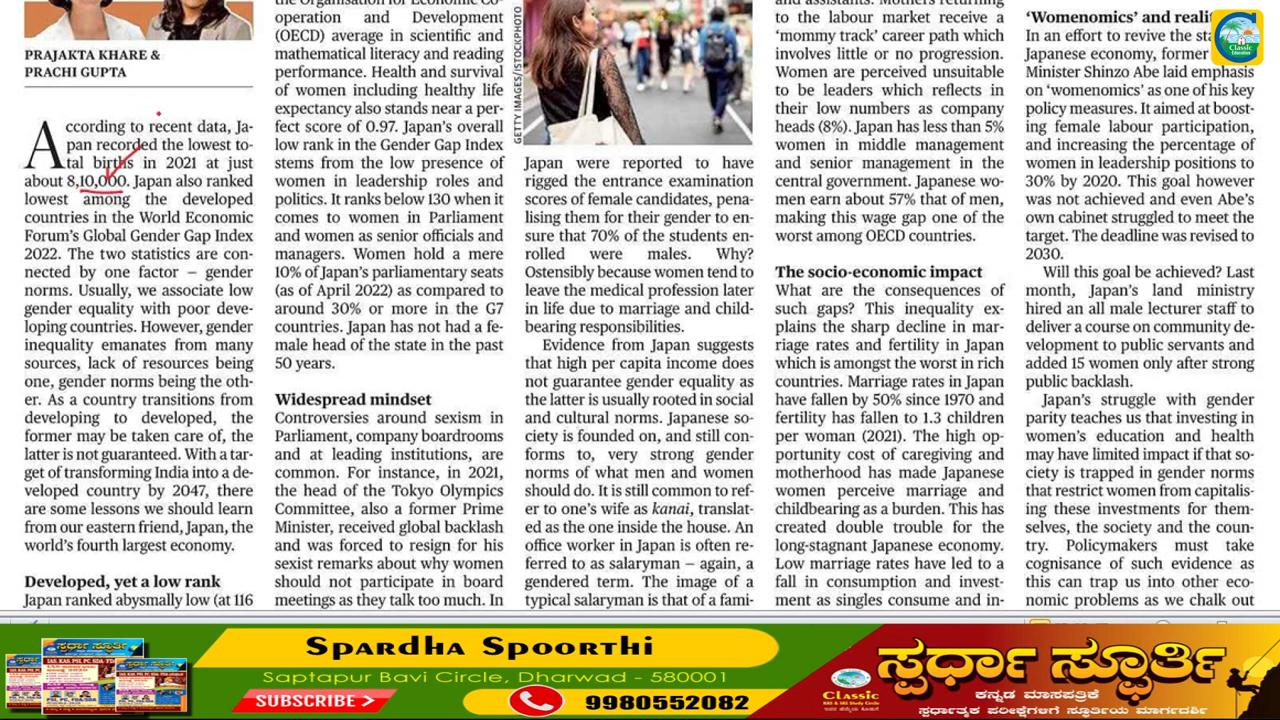 PRAJAKTA KHARE &
PRACHI GUPTA
According to recent data, Ja-
pan recorded the lowest to-
tal births in 2021 at just
about 8,10,000. Japan also ranked
lowest among the developed
countries in the World Economic
Forum's Global Gender Gap Index
2022. The two statistics are con-
nected by one factor – gender
norms. Usually, we associate low
gender equality with poor deve-
loping countries. However, gender
inequality emanates from many
sources, lack of resources being
one, gender norms being the oth-
er. As a country transitions from
developing to developed, the
former may be taken care of, the
latter is not guaranteed. With a tar-
get of transforming India into a de-
veloped country by 2047, there
are some lessons we should learn
from our eastern friend, Japan, the
world's fourth largest economy.
Developed, yet a low rank
Japan ranked abysmally low (at 116
the Organisation for Economic Co-
operation and Development
(OECD) average in scientific and
mathematical literacy and reading
performance. Health and survival
of women including healthy life
expectancy also stands near a per-
fect score of 0.97. Japan's overall
low rank in the Gender Gap Index
stems from the low presence of
women in leadership roles and
politics. It ranks below 130 when it
comes to women in Parliament
and women as senior officials and
managers. Women hold a mere
10% of Japan's parliamentary seats
(as of April 2022) as compared to
around 30% or more in the G7
countries. Japan has not had a fe-
male head of the state in the past
50 years.
Widespread mindset
Controversies around sexism in
Parliament, company boardrooms
and at leading institutions, are
common. For instance, in 2021,
the head of the Tokyo Olympics
Committee, also a former Prime
Minister, received global backlash
and was forced to resign for his
sexist remarks about why women
should not participate in board
meetings as they talk too much. In
GETTY IMAGES/ISTOCKPHOTO
Japan were reported to have
rigged the entrance examination
scores of female candidates, pena-
lising them for their gender to en-
sure that 70% of the students en-
rolled were males. Why?
Ostensibly because women tend to
leave the medical profession later
in life due to marriage and child-
bearing responsibilities.
Evidence from Japan suggests
that high per capita income does
not guarantee gender equality as
the latter is usually rooted in social
and cultural norms. Japanese so-
ciety is founded on, and still con-
forms to, very strong gender
norms of what men and women
should do. It is still common to ref-
er to one's wife as kanai, translat-
ed as the one inside the house. An
office worker in Japan is often re-
ferred to as salaryman – again, a
gendered term. The image of a
typical salaryman is that of a fami-
and assistants. Mothers returning
to the labour market receive a
'mommy track' career path which
involves little or no progression.
Women are perceived unsuitable
to be leaders which reflects in
their low numbers as company
heads (8%). Japan has less than 5%
women in middle management
and senior management in the
central government. Japanese wo-
men earn about 57% that of men,
making this wage gap one of the
worst among OECD countries.
The socio-economic impact
What are the consequences of
such gaps? This inequality ex-
plains the sharp decline in mar-
riage rates and fertility in Japan
which is amongst the worst in rich
countries. Marriage rates in Japan
have fallen by 50% since 1970 and
fertility has fallen to 1.3 children
per woman (2021). The high op-
portunity cost of caregiving and
motherhood has made Japanese
women perceive marriage and
childbearing as a burden. This has
created double trouble for the
long-stagnant Japanese economy.
Low marriage rates have led to a
fall in consumption and invest-
ment as singles consume and in-
'Womenomics' and reali
In an effort to revive the sta
Japanese economy, former
Minister Shinzo Abe laid emphasis
on 'womenomics' as one of his key
policy measures. It aimed at boost-
ing female labour participation,
and increasing the percentage of
women in leadership positions to
30% by 2020. This goal however
was not achieved and even Abe's
own cabinet struggled to meet the
target. The deadline was revised to
2030.
Will this goal be achieved? Last
month, Japan's land ministry
hired an all male lecturer staff to
deliver a course on community de-
velopment to public servants and
added 15 women only after strong
public backlash.
Japan's struggle with gender
parity teaches us that investing in
women's education and health
may have limited impact if that so-
ciety is trapped in gender norms
that restrict women from capitalis-
ing these investments for them-
selves, the society and the coun-
try. Policymakers must take
cognisance of such evidence as
this can trap us into other eco-
nomic problems as we chalk out
Classic
Education
SPARDHA SPOORTHI
Saptapur Bavi Circle, Dharwad - 580001
SUBSCRIBE
9980552082
ಸ್ಪರ್ಧಾ ಸ್ಫೂರ್ತಿ
Classic
KAS & IAS Study Circle
ಕನ್ನಡ ಮಾಸಪತ್ರಿಕೆ
ಸ್ಪರ್ಧಾತ್ಮಕ ಪರೀಕ್ಷೆಗಳಿಗೆ ಸ್ಫೂರ್ತಿಯ ಮಾರ್ಗದರ್ಶಿ